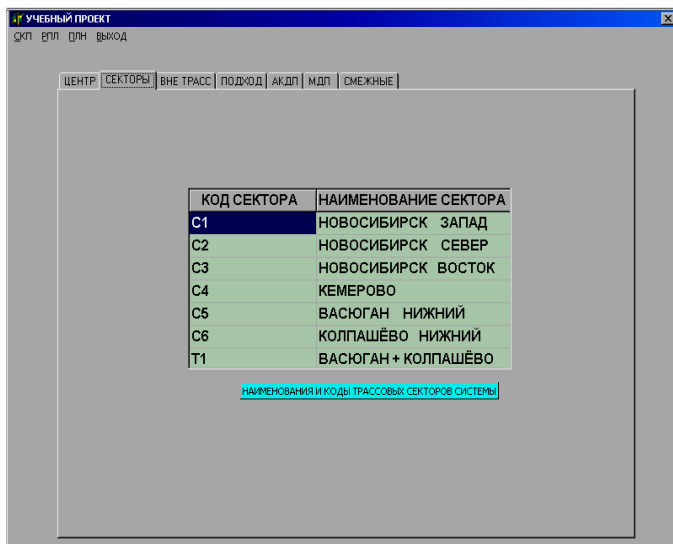 УЧЕБНЫЙ ПРОЕКТ
СКП РПЛ ПЛН ВЫХОД
ЦЕНТР СЕКТОРЫ ВНЕ ТРАСС ПОДХОД АКДП МДП СМЕЖНЫЕ
КОД СЕКТОРА НАИМЕНОВАНИЕ СЕКТОРА
С1 НОВОСИБИРСК ЗАПАД
С2 НОВОСИБИРСК СЕВЕР
С3 НОВОСИБИРСК ВОСТОК
С4 КЕМЕРОВО
С5 ВАСЮГАН НИЖНИЙ
С6 КОЛПАШЁВО НИЖНИЙ
Т1 ВАСЮГАН + КОЛПАШЁВО
НАИМЕНОВАНИЯ И КОДЫ ТРАССОВЫХ СЕКТОРОВ СИСТЕМЫ